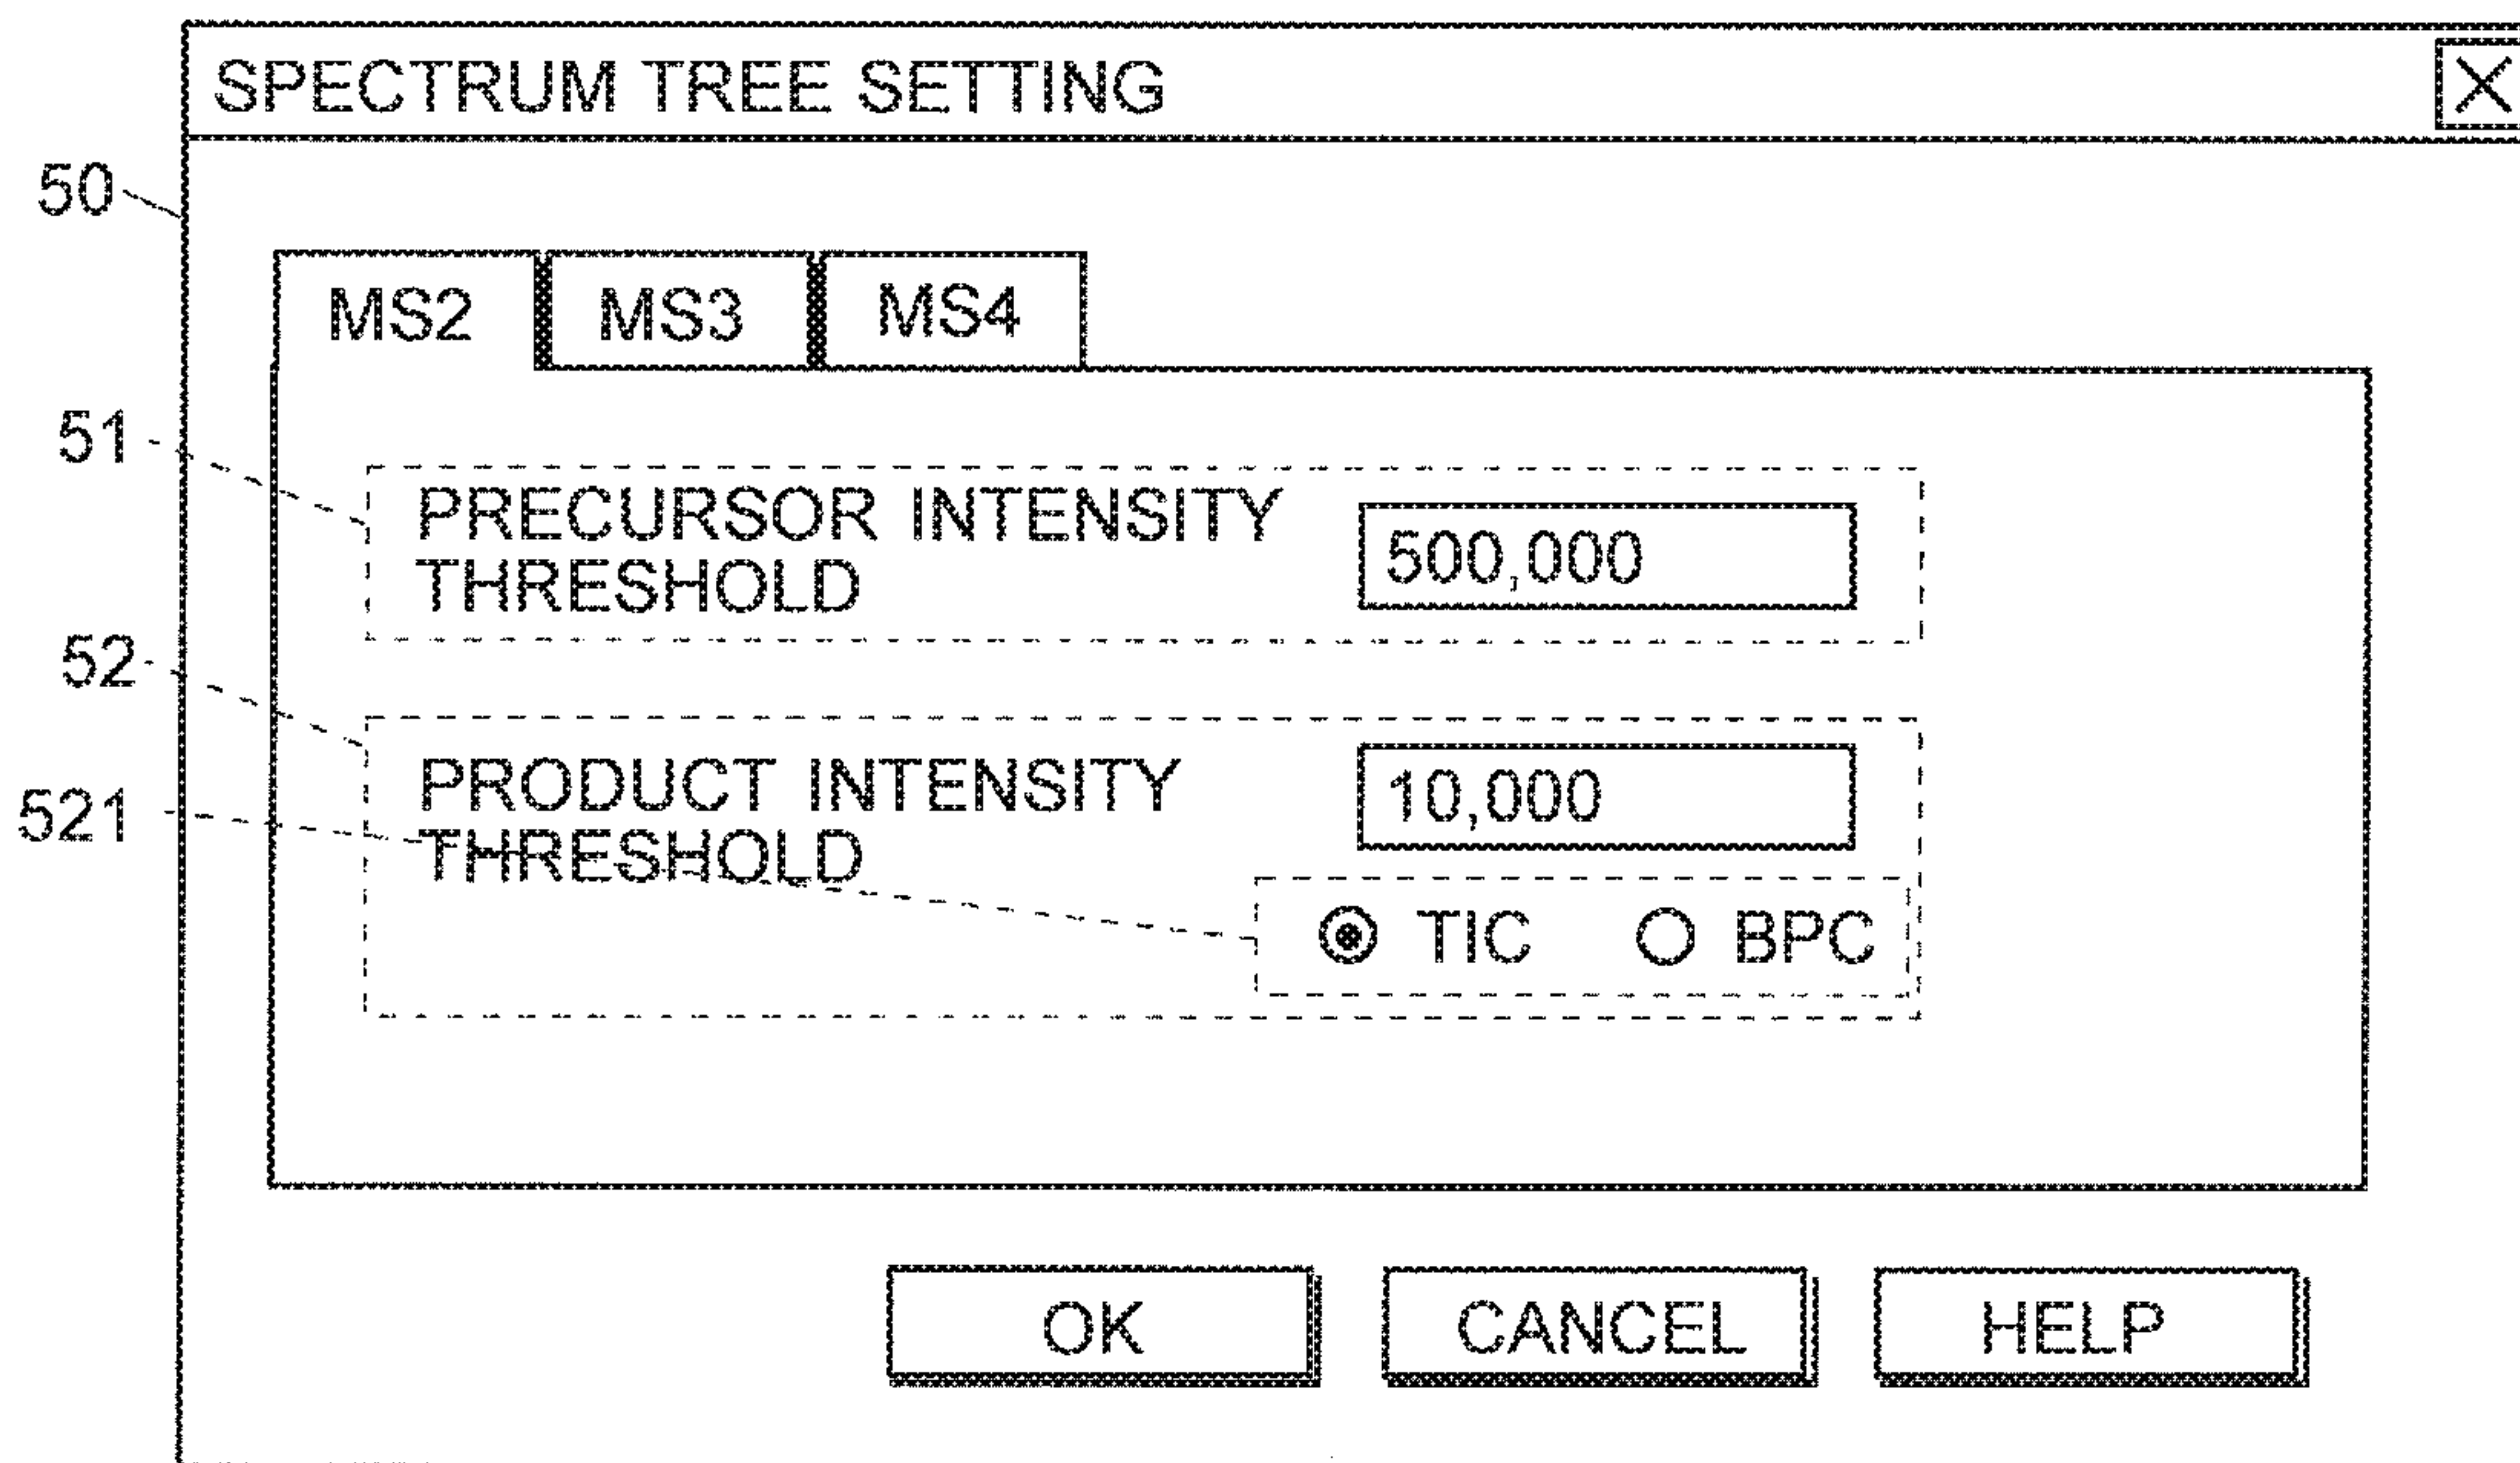 SPECTRUM TREE SETTING
50
MS2 MS3 MS4
51
PRECURSOR INTENSITY
THRESHOLD
500,000
52
PRODUCT INTENSITY
THRESHOLD
10,000
521
TIC BPC
OK CANCEL HELP